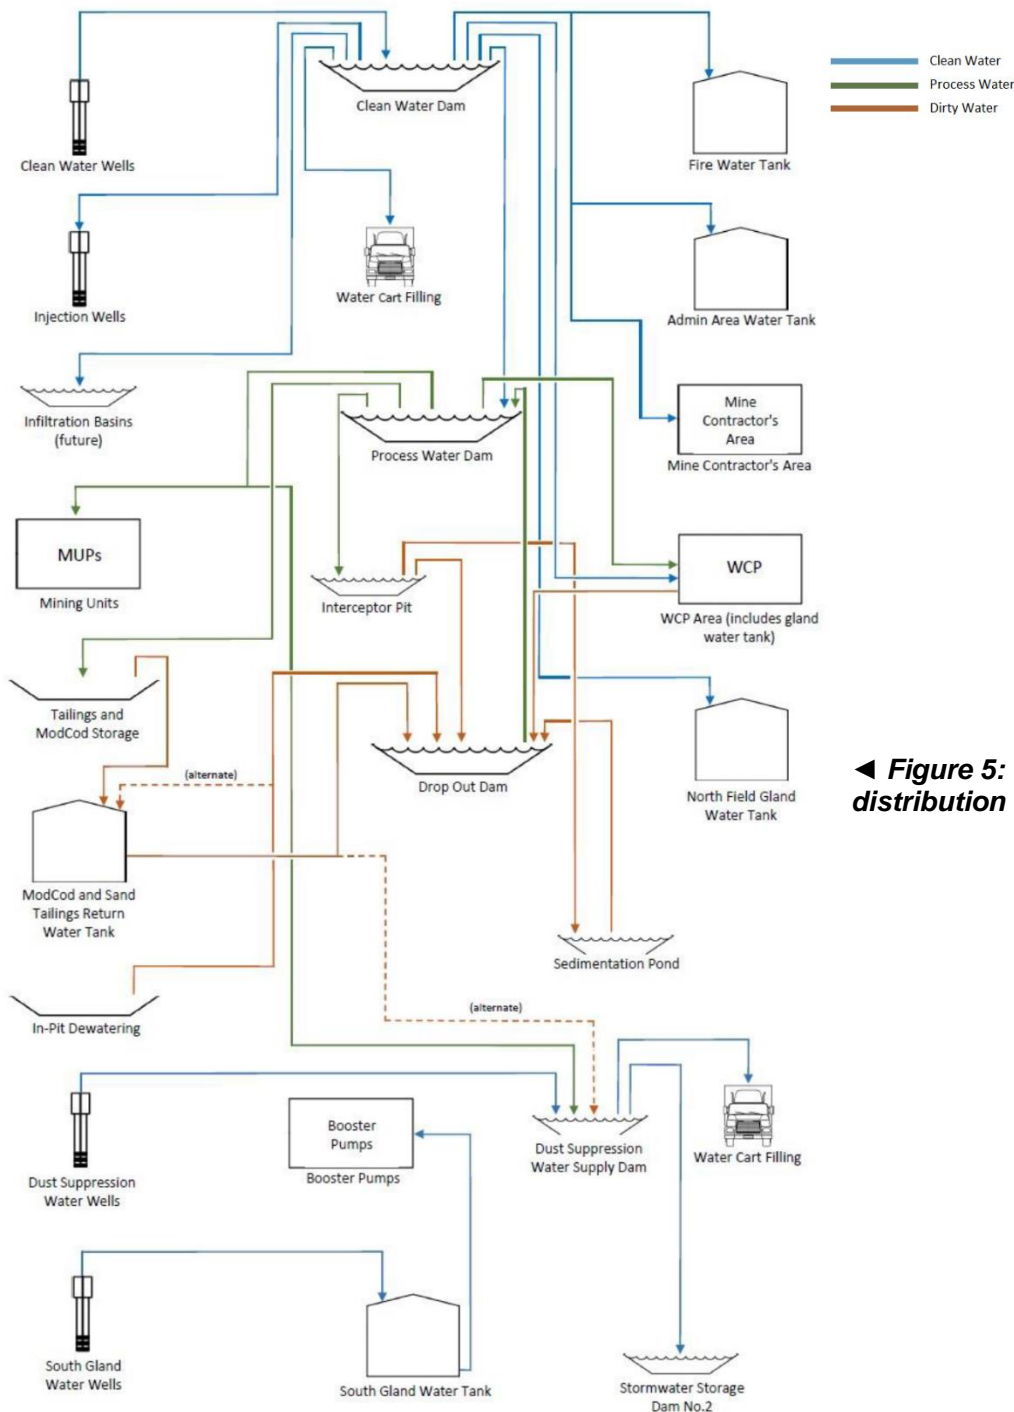 Clean Water
Process Water
Dirty Water
Clean Water Dam
Clean Water Wells
Fire Water Tank
Injection Wells
Water Cart Filling
Admin Area Water Tank
Infiltration Basins
(future)
Process Water Dam
Mine
Contractor's
Area
Mine Contractor's Area
MUPs
Mining Units
Interceptor Pit
WCP
WCP Area (includes gland
water tank)
Tailings and
ModCod Storage
(alternate)
Drop Out Dam
North Field Gland
Water Tank
◄ Figure 5:
distribution
ModCod and Sand
Tailings Return
Water Tank
Sedimentation Pond
In-Pit Dewatering
(alternate)
Dust Suppression
Water Wells
Booster
Pumps
Booster Pumps
Dust Suppression
Water Supply Dam
Water Cart Filling
South Gland
Water Wells
South Gland Water Tank
Stormwater Storage
Dam No.2